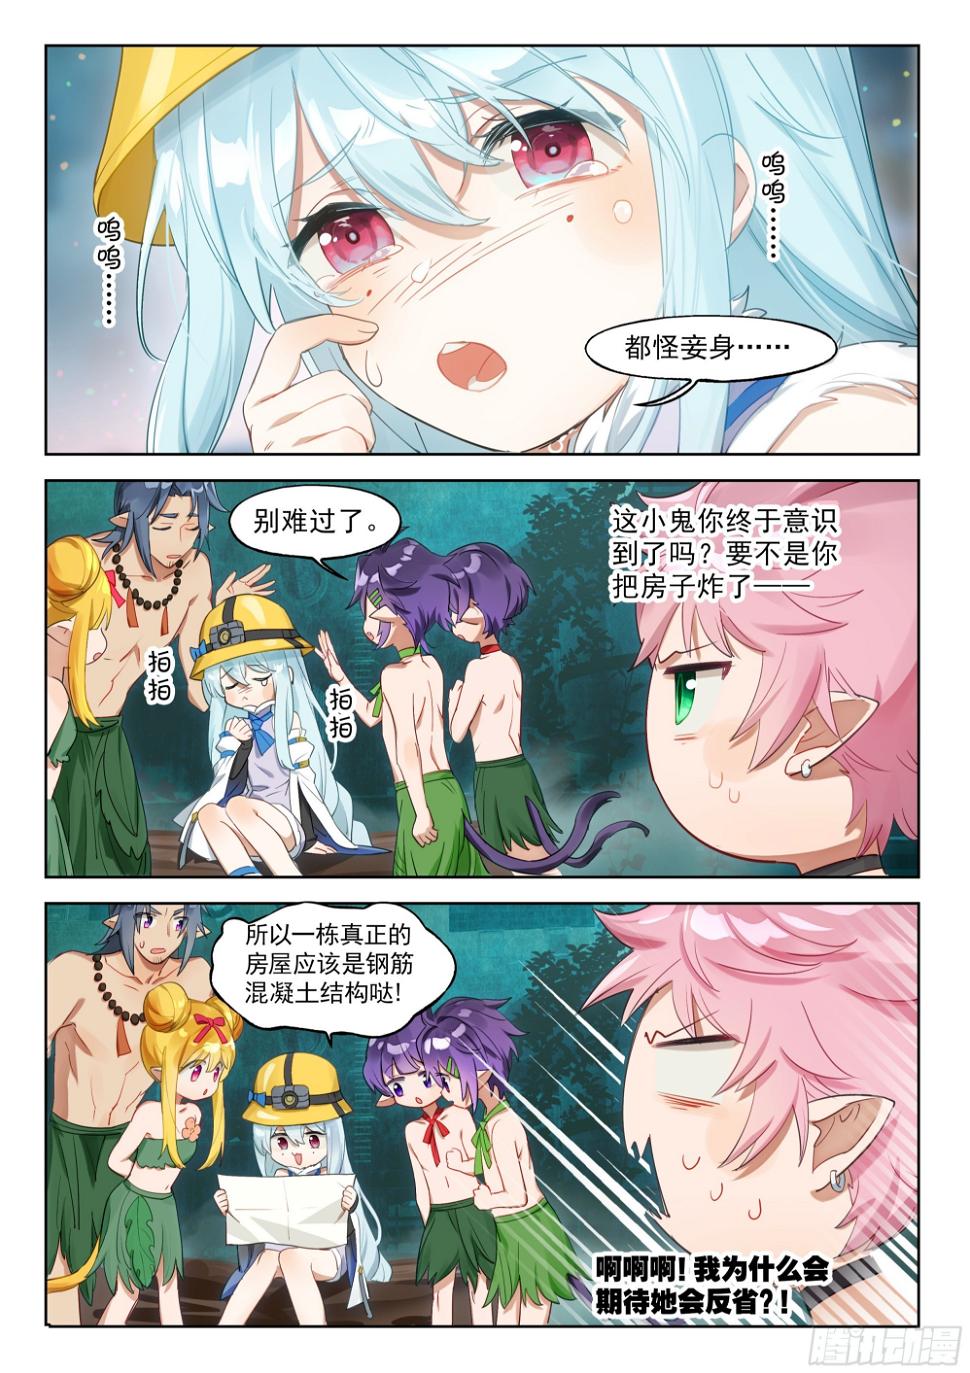 呜呜……
呜呜……
都怪妾身……
别难过了。
拍拍
拍拍
这小鬼你终于意识
到了吗？要不是你
把房子炸了——
所以一栋真正的
房屋应该是钢筋
混凝土结构哒!
啊啊啊!我为什么会
期待她会反省?!
腾讯动漫